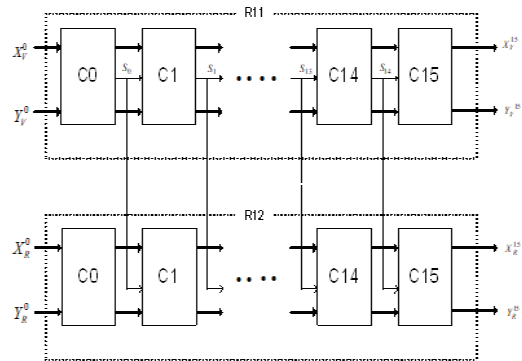 R11
X_V^0
C0
S_0
C1
S_1
S_13
C14
S_14
C15
X_V^15
Y_V^0
Y_V^15
R12
X_R^0
C0
C1
C14
C15
X_R^15
Y_R^0
Y_R^15